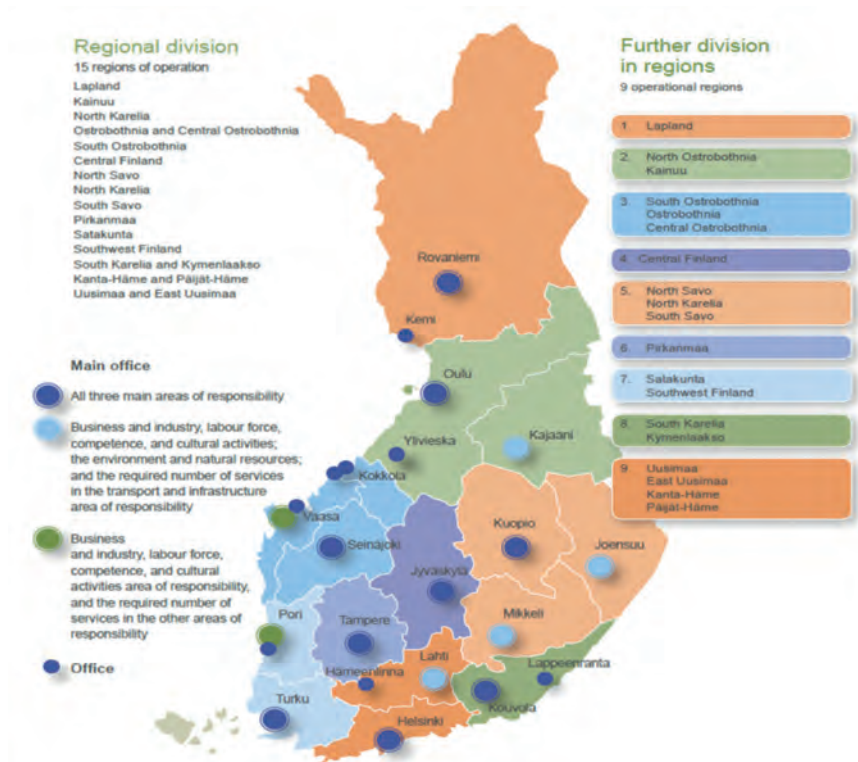 Regional division
15 regions of operation
Lapland
Kainuu
North Karelia
Ostrobothnia and Central Ostrobothnia
South Ostrobothnia
Central Finland
North Savo
North Karelia
South Savo
Pirkanmaa
Satakunta
Southwest Finland
South Karelia and Kymenlaakso
Kanta-Häme and Päijät-Häme
Uusimaa and East Uusimaa
Main office
All three main areas of responsibility
Business and industry, labour force,
competence, and cultural activities;
the environment and natural resources;
and the required number of services
in the transport and infrastructure
area of responsibility
Business
and industry, labour force,
competence, and cultural
activities area of responsibility,
and the required number of
services in the other areas of
responsibility
Office
Further division
in regions
9 operational regions
1. Lapland
2. North Ostrobothnia
Kainuu
3. South Ostrobothnia
Ostrobothnia
Central Ostrobothnia
4. Central Finland
5. North Savo
North Karelia
South Savo
6. Pirkanmaa
7. Satakunta
Southwest Finland
8. South Karelia
Kymenlaakso
9. Uusimaa
East Uusimaa
Kanta-Häme
Päijät-Häme
Rovaniemi
Kemi
Oulu
Ylivieska
Kajaani
Kokkola
Vaasa
Seinäjoki
Kuopio
Joensuu
Jyväskylä
Pori
Tampere
Mikkeli
Lahti
Hämeenlinna
Lappeenranta
Turku
Kouvola
Helsinki